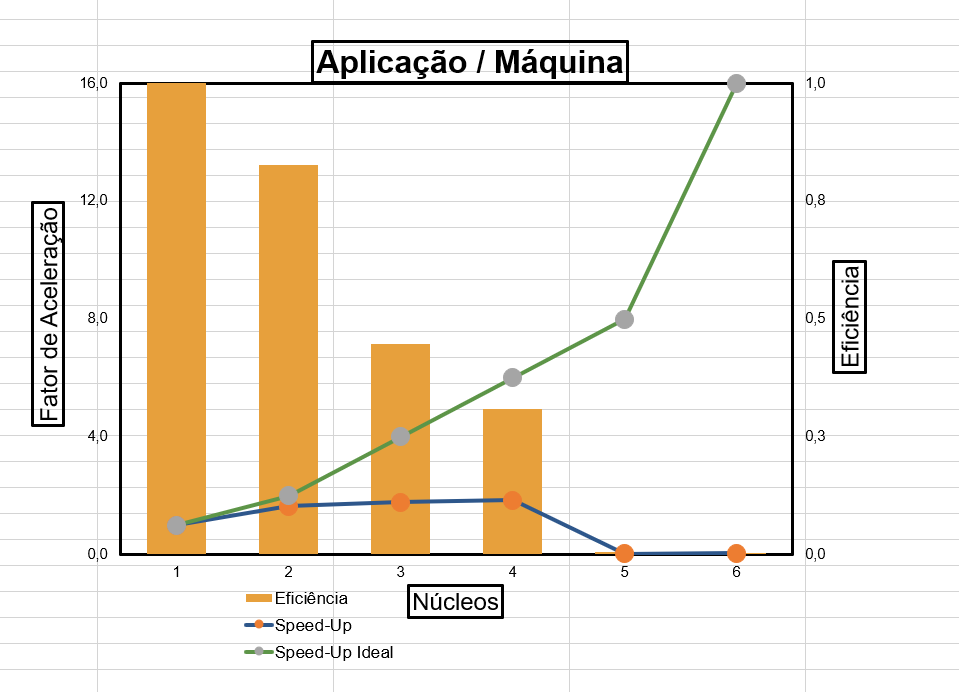 Aplicação / Máquina
Fator de Aceleração
16,0
12,0
8,0
4,0
0,0
1,0
0,8
0,5
0,3
0,0
Eficiência
1 2 3 4 5 6
Núcleos
Eficiência
Speed-Up
Speed-Up Ideal